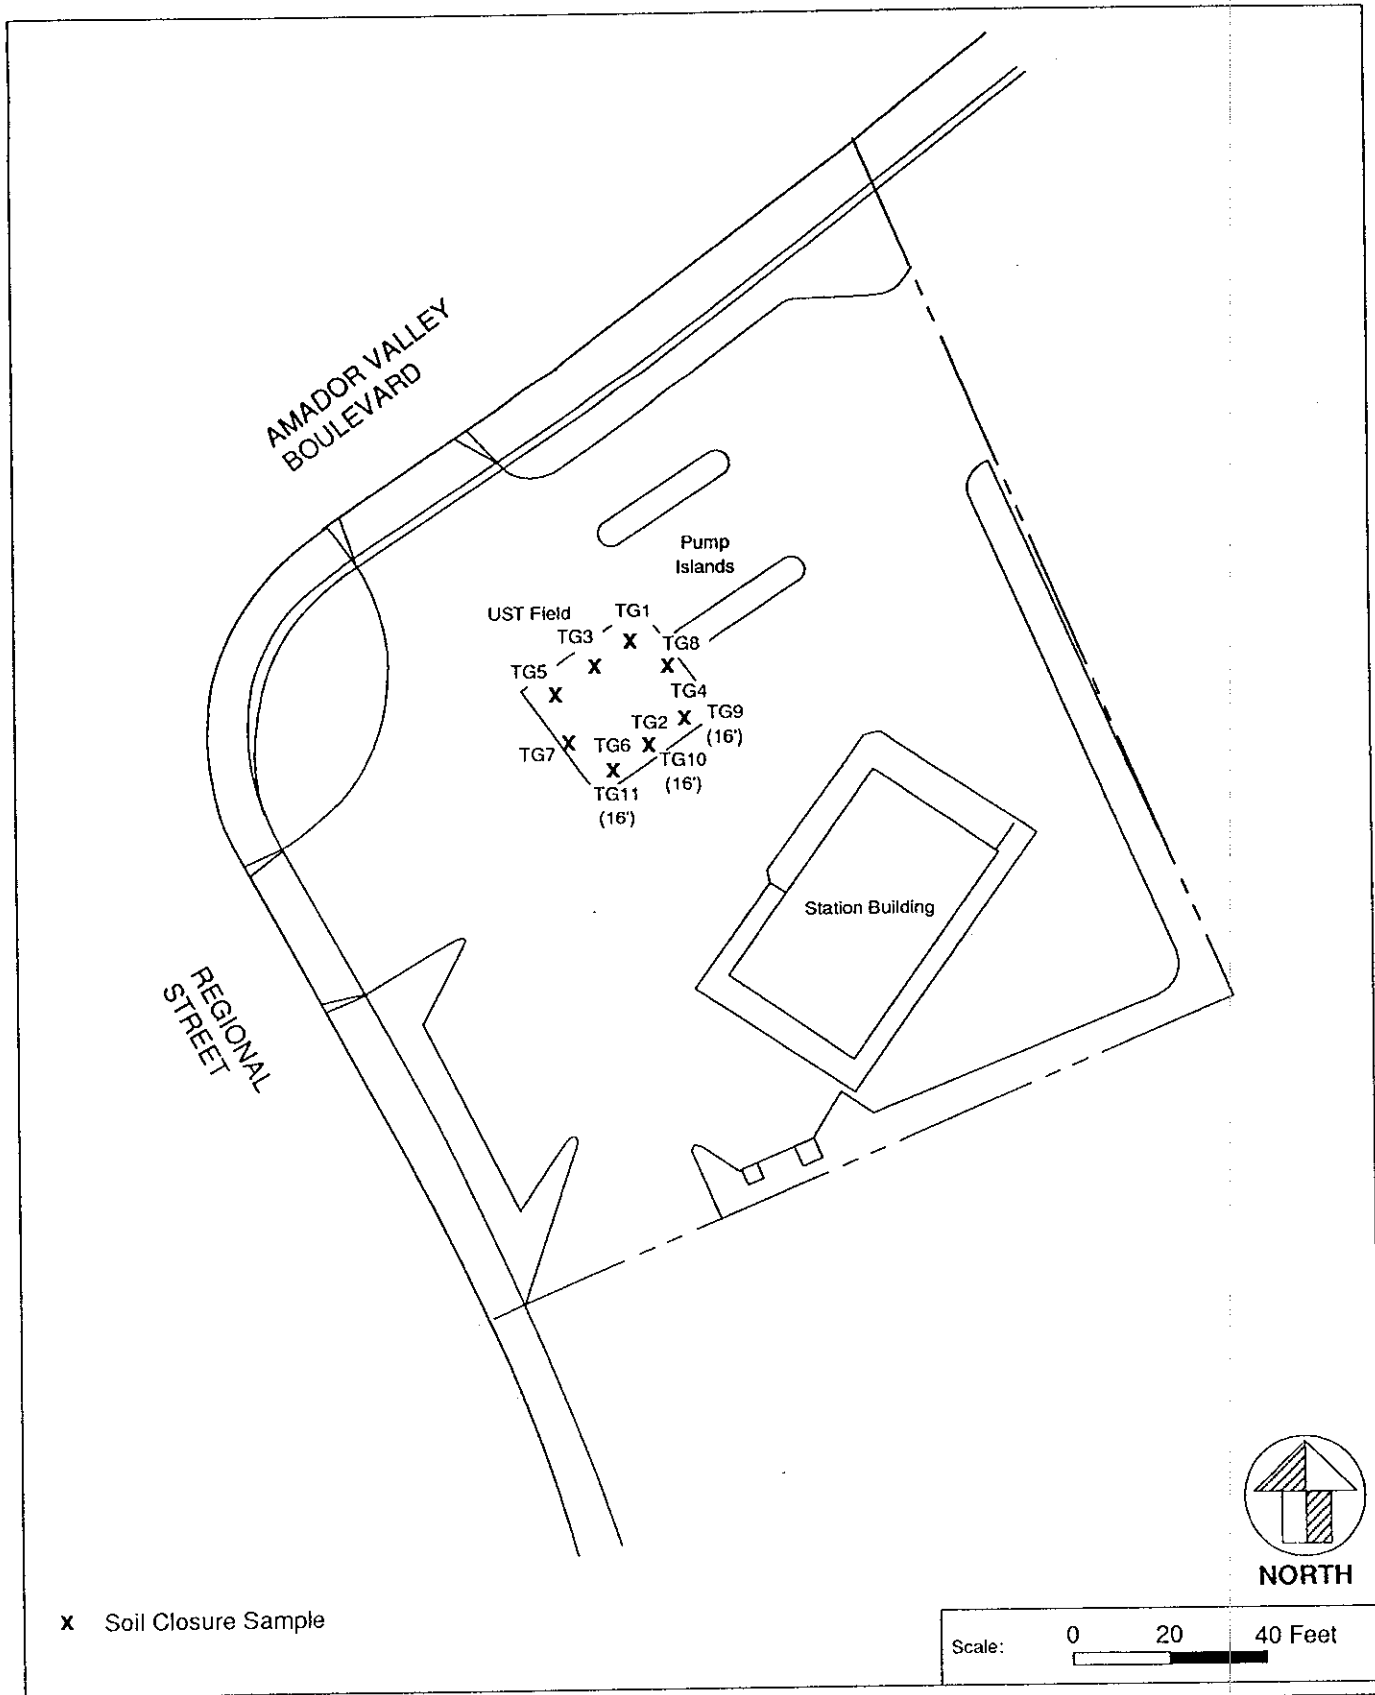 AMADOR VALLEY
BOULEVARD
Pump
Islands
UST Field
TG1
TG3
TG8
TG5
TG4
TG2
TG9
(16')
TG7
TG6
TG10
(16')
TG11
(16')
Station Building
REGIONAL
STREET
NORTH
X Soil Closure Sample
Scale:
0 20 40 Feet
X
X
X
X
X
X
X
X